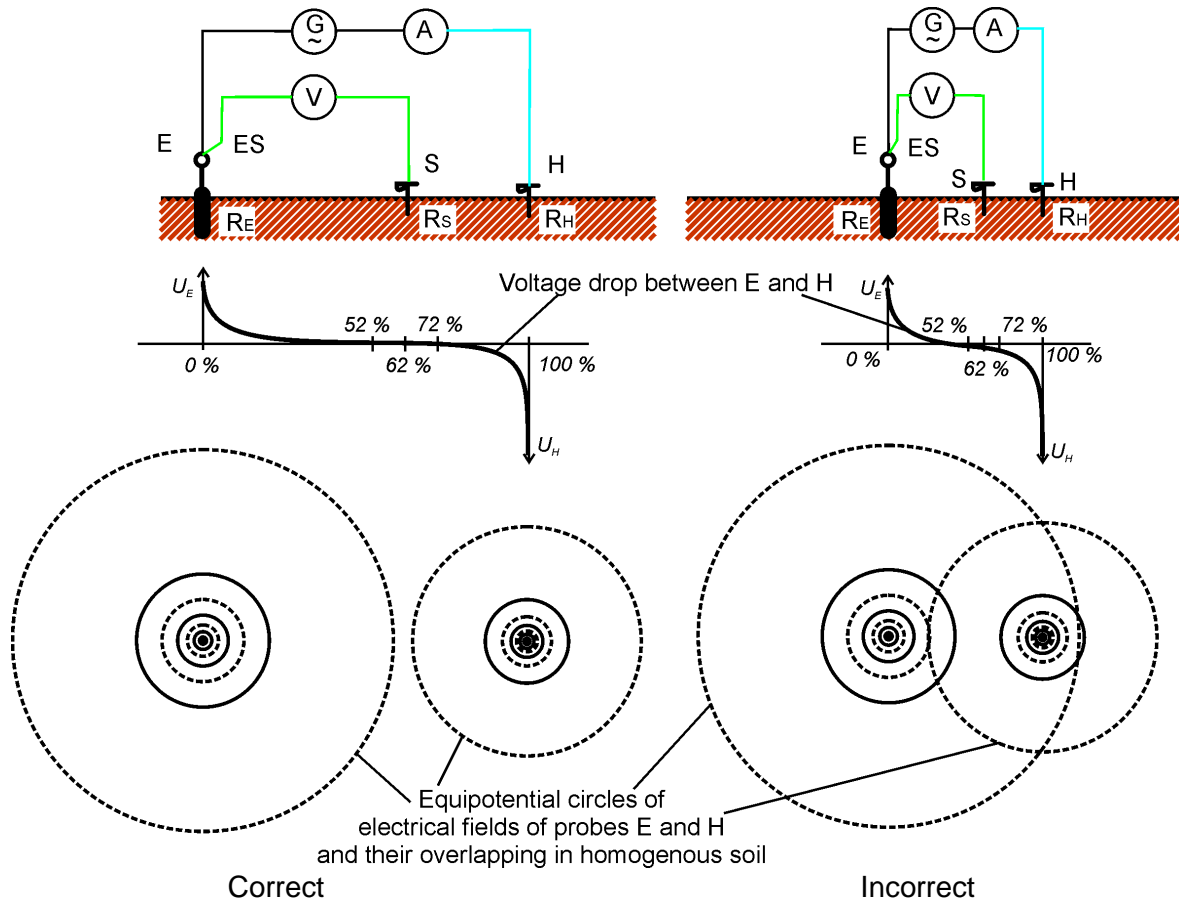 G
~
A
G
~
A
V
V
E
ES
S
H
E
ES
S
H
RE
RS
RH
RE
RS
RH
UE
Voltage drop between E and H
UE
52 %
72 %
52 %
72 %
0 %
62 %
100 %
0 %
62 %
100 %
UH
UH
Equipotential circles of
electrical fields of probes E and H
and their overlapping in homogenous soil
Correct
Incorrect